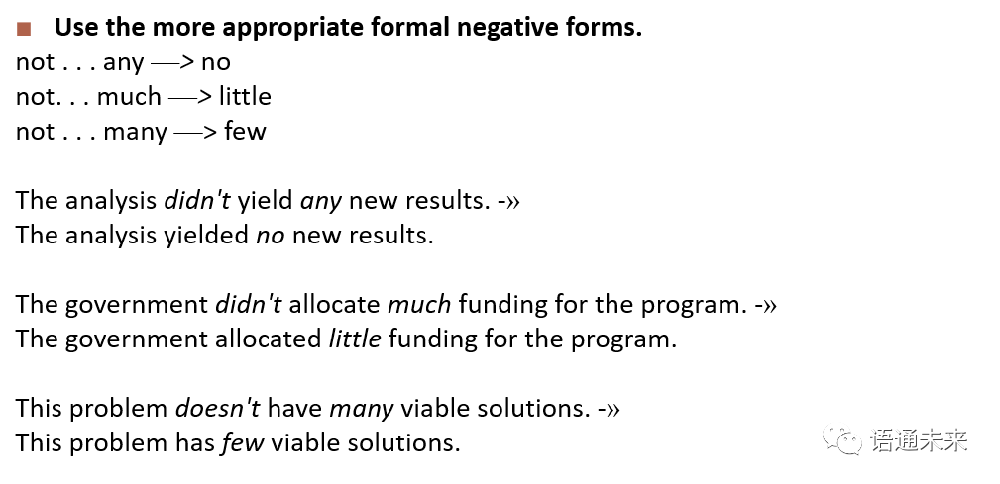 ■ Use the more appropriate formal negative forms.
not . . . any —> no
not. . . much —> little
not . . . many —> few
The analysis didn't yield any new results. -»
The analysis yielded no new results.
The government didn't allocate much funding for the program. -»
The government allocated little funding for the program.
This problem doesn't have many viable solutions. -»
This problem has few viable solutions.
语通未来